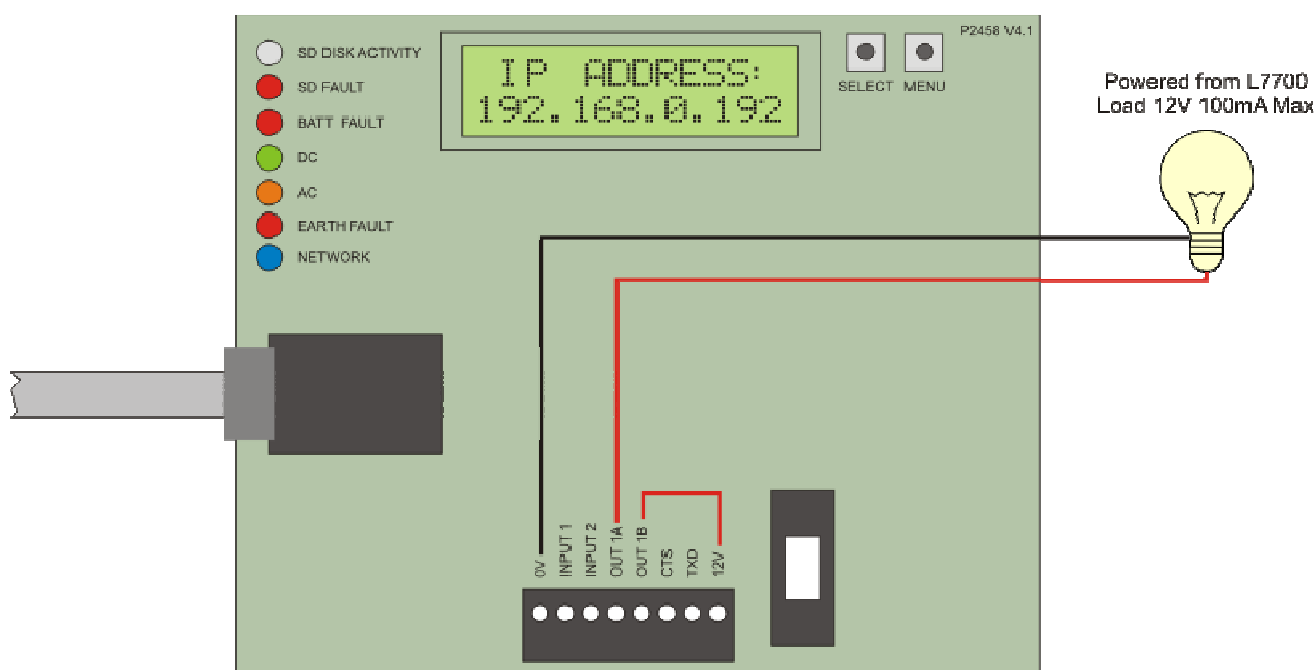 P2458 V4.1
SD DISK ACTIVITY
SD FAULT
BATT FAULT
DC
AC
EARTH FAULT
NETWORK
IP ADDRESS:
192.168.0.192
SELECT MENU
Powered from L770D
Load 12V 100mA Max
0V
INPUT 1
INPUT 2
OUT 1A
OUT 1B
CTS
TXD
12V